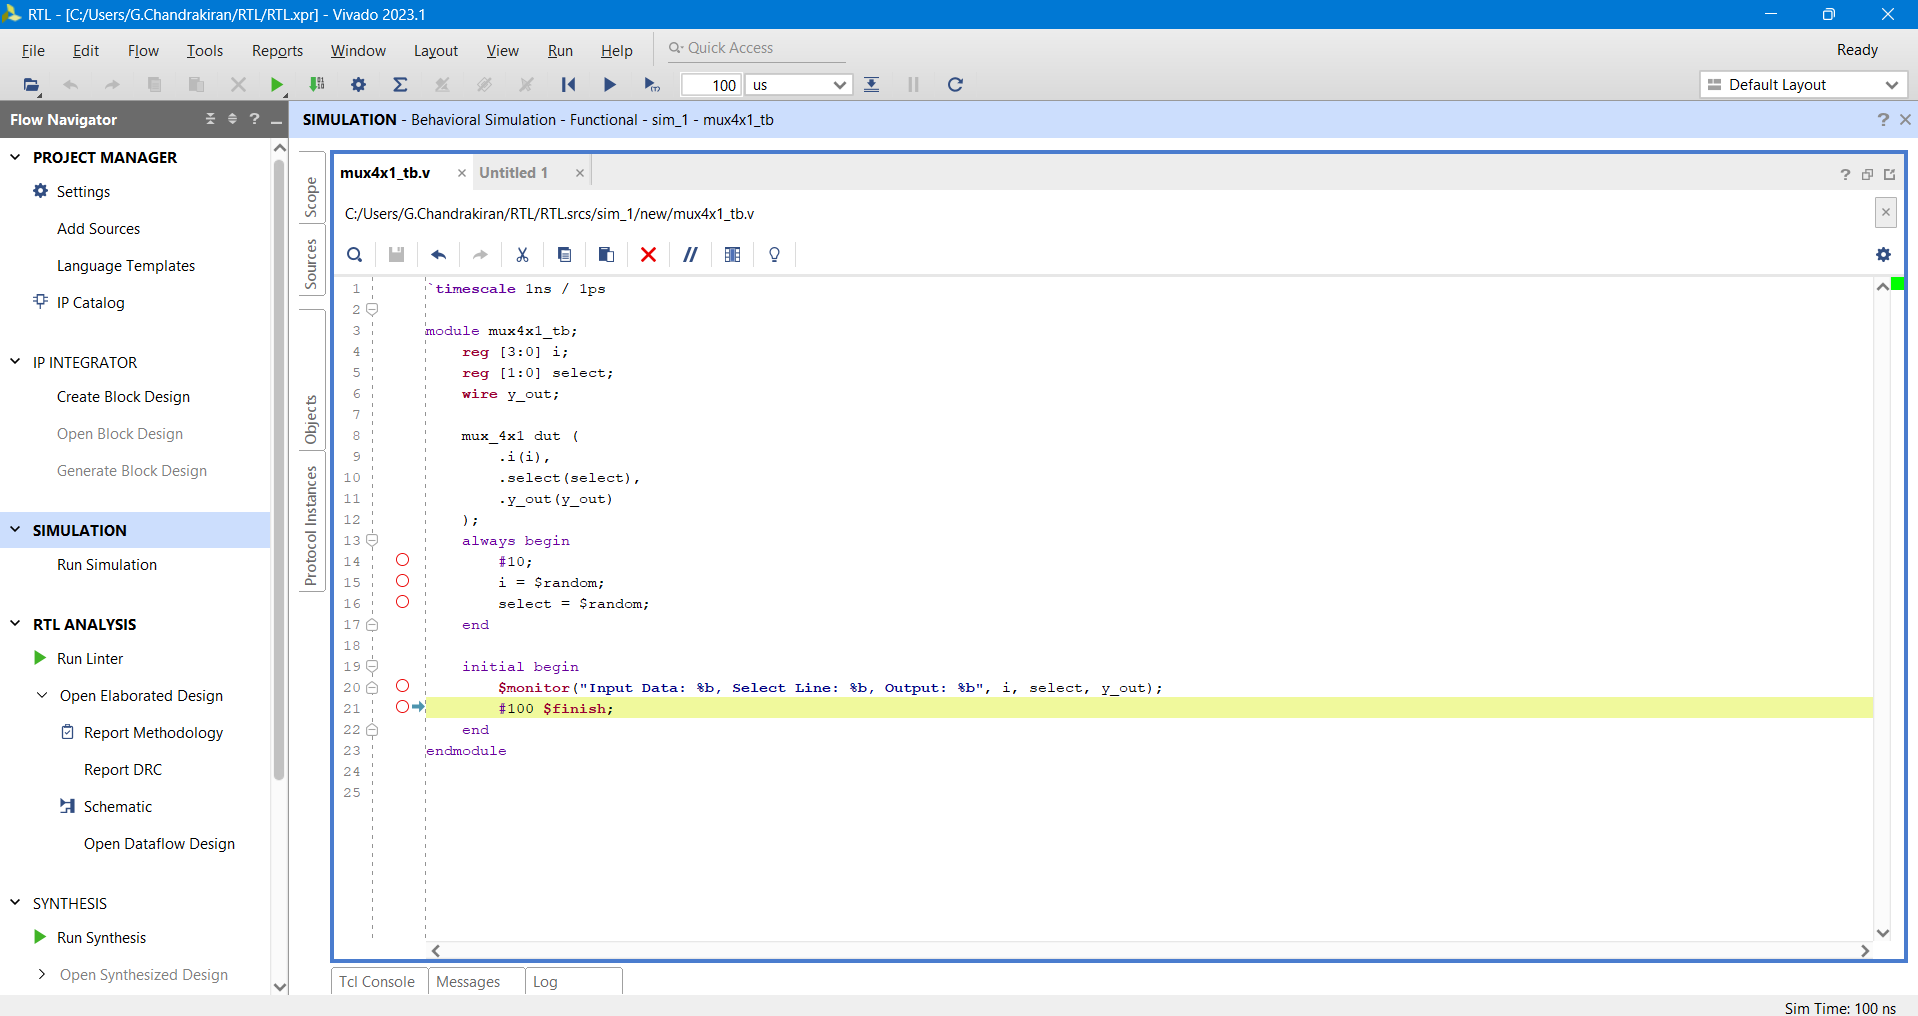 RTL - [C:/Users/G.Chandrakiran/RTL/RTL.xpr] - Vivado 2023.1
File Edit Flow Tools Reports Window Layout View Run Help Quick Access Ready
100 us Default Layout
Flow Navigator ?
SIMULATION - Behavioral Simulation - Functional - sim_1 - mux4x1_tb ?
PROJECT MANAGER
Settings
Add Sources
Language Templates
IP Catalog
IP INTEGRATOR
Create Block Design
Open Block Design
Generate Block Design
SIMULATION
Run Simulation
RTL ANALYSIS
Run Linter
Open Elaborated Design
Report Methodology
Report DRC
Schematic
Open Dataflow Design
SYNTHESIS
Run Synthesis
Open Synthesized Design
Scope
Sources
Objects
Protocol Instances
mux4x1_tb.v Untitled 1 ?
C:/Users/G.Chandrakiran/RTL/RTL.srcs/sim_1/new/mux4x1_tb.v
1 `timescale 1ns / 1ps
2
3 module mux4x1_tb;
4 reg [3:0] i;
5 reg [1:0] select;
6 wire y_out;
7
8 mux_4x1 dut (
9 .i(i),
10 .select(select),
11 .y_out(y_out)
12 );
13 always begin
14 #10;
15 i = $random;
16 select = $random;
17 end
18
19 initial begin
20 $monitor("Input Data: %b, Select Line: %b, Output: %b", i, select, y_out);
21 #100 $finish;
22 end
23 endmodule
24
25
Tcl Console Messages Log
Sim Time: 100 ns